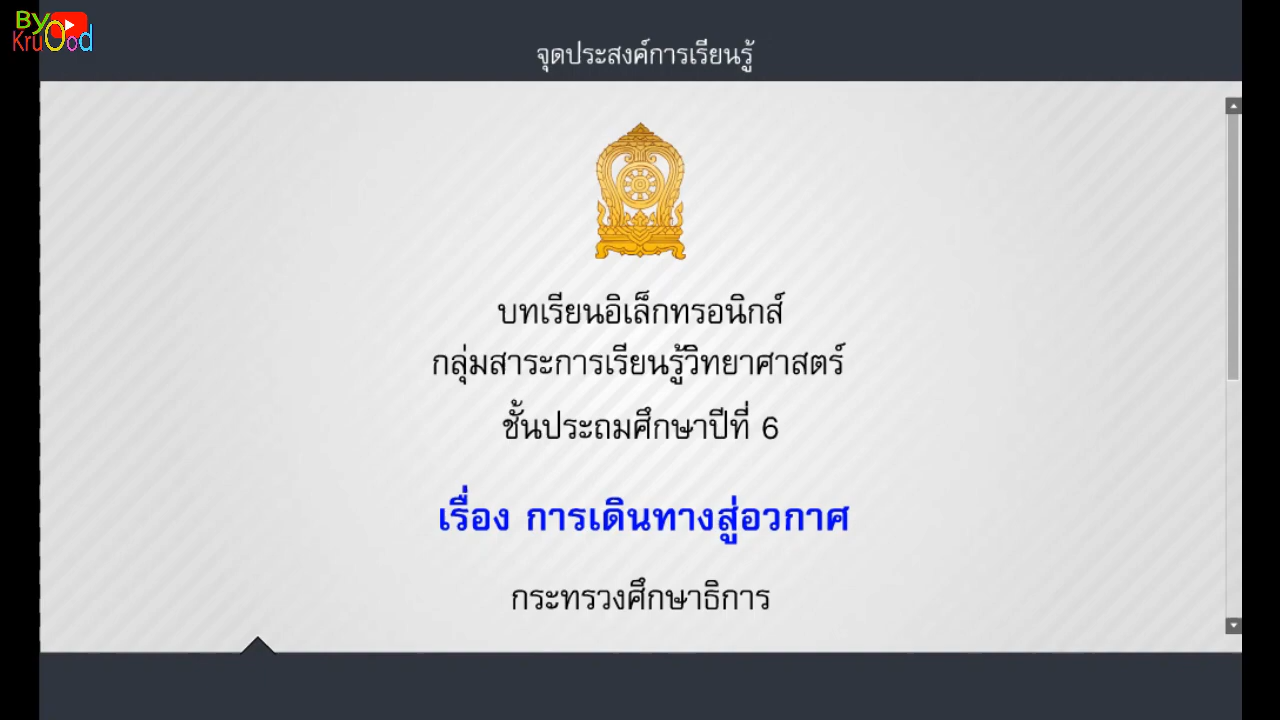 By
KruOod
จุดประสงค์การเรียนรู้
บทเรียนอิเล็กทรอนิกส์
กลุ่มสาระการเรียนรู้วิทยาศาสตร์
ชั้นประถมศึกษาปีที่ 6
เรื่อง การเดินทางสู่อวกาศ
กระทรวงศึกษาธิการ